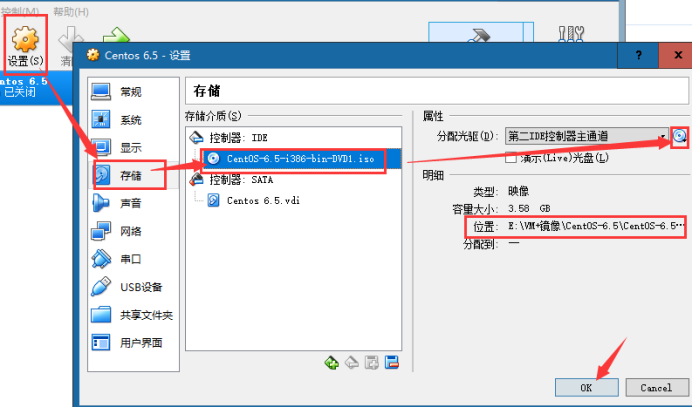 控制(M) 帮助(H)
设置(S)
清
ntos 6.5
已关闭
Centos 6.5 - 设置
? x
常规
系统
显示
存储
声音
网络
串口
USB设备
共享文件夹
用户界面
存储
存储介质(S)
控制器: IDE
CentOS-6.5-i386-bin-DVD1.iso
控制器: SATA
Centos 6.5.vdi
属性
分配光驱(D): 第二IDE控制器主通道
演示(Live)光盘(L)
明细
类型: 映像
容量大小: 3.58 GB
位置: E:\VM+镜像\CentOS-6.5\CentOS-6.5···
分配到: —
OK Cancel